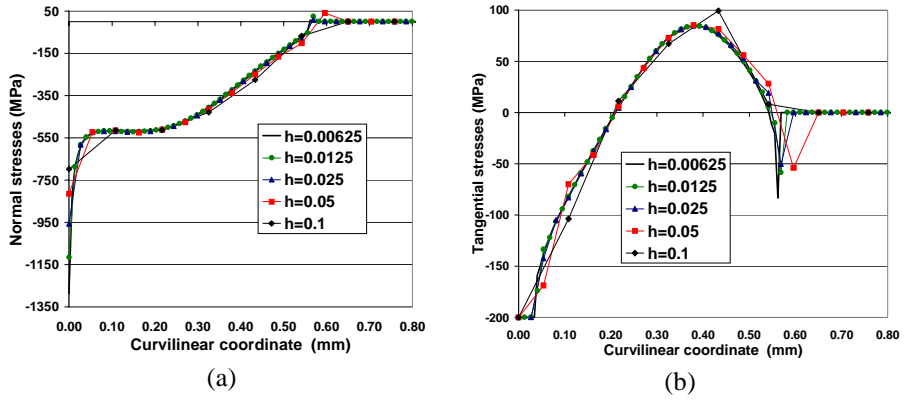 50
-150
-350
-550
-750
-950
-1150
-1350
Normal stresses (MPa)
0.00 0.10 0.20 0.30 0.40 0.50 0.60 0.70 0.80
Curvilinear coordinate (mm)
h=0.00625
h=0.0125
h=0.025
h=0.05
h=0.1
(a)
100
50
0
-50
-100
-150
-200
Tangential stresses (MPa)
0.00 0.10 0.20 0.30 0.40 0.50 0.60 0.70 0.80
Curvilinear coordinate (mm)
h=0.00625
h=0.0125
h=0.025
h=0.05
h=0.1
(b)